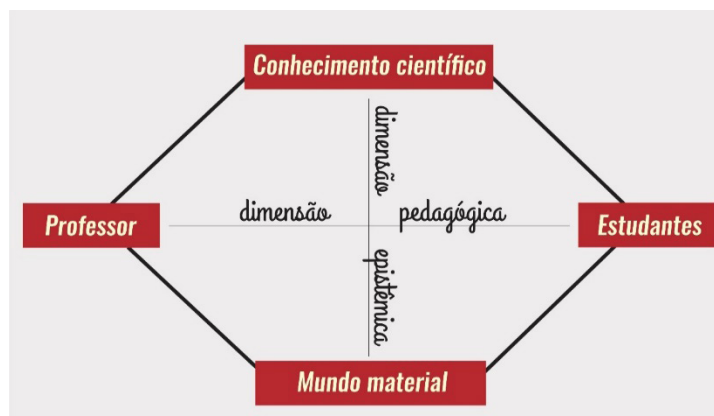 Conhecimento científico
dimensão
dimensão pedagógica
Professor
Estudantes
epistêmica
Mundo material